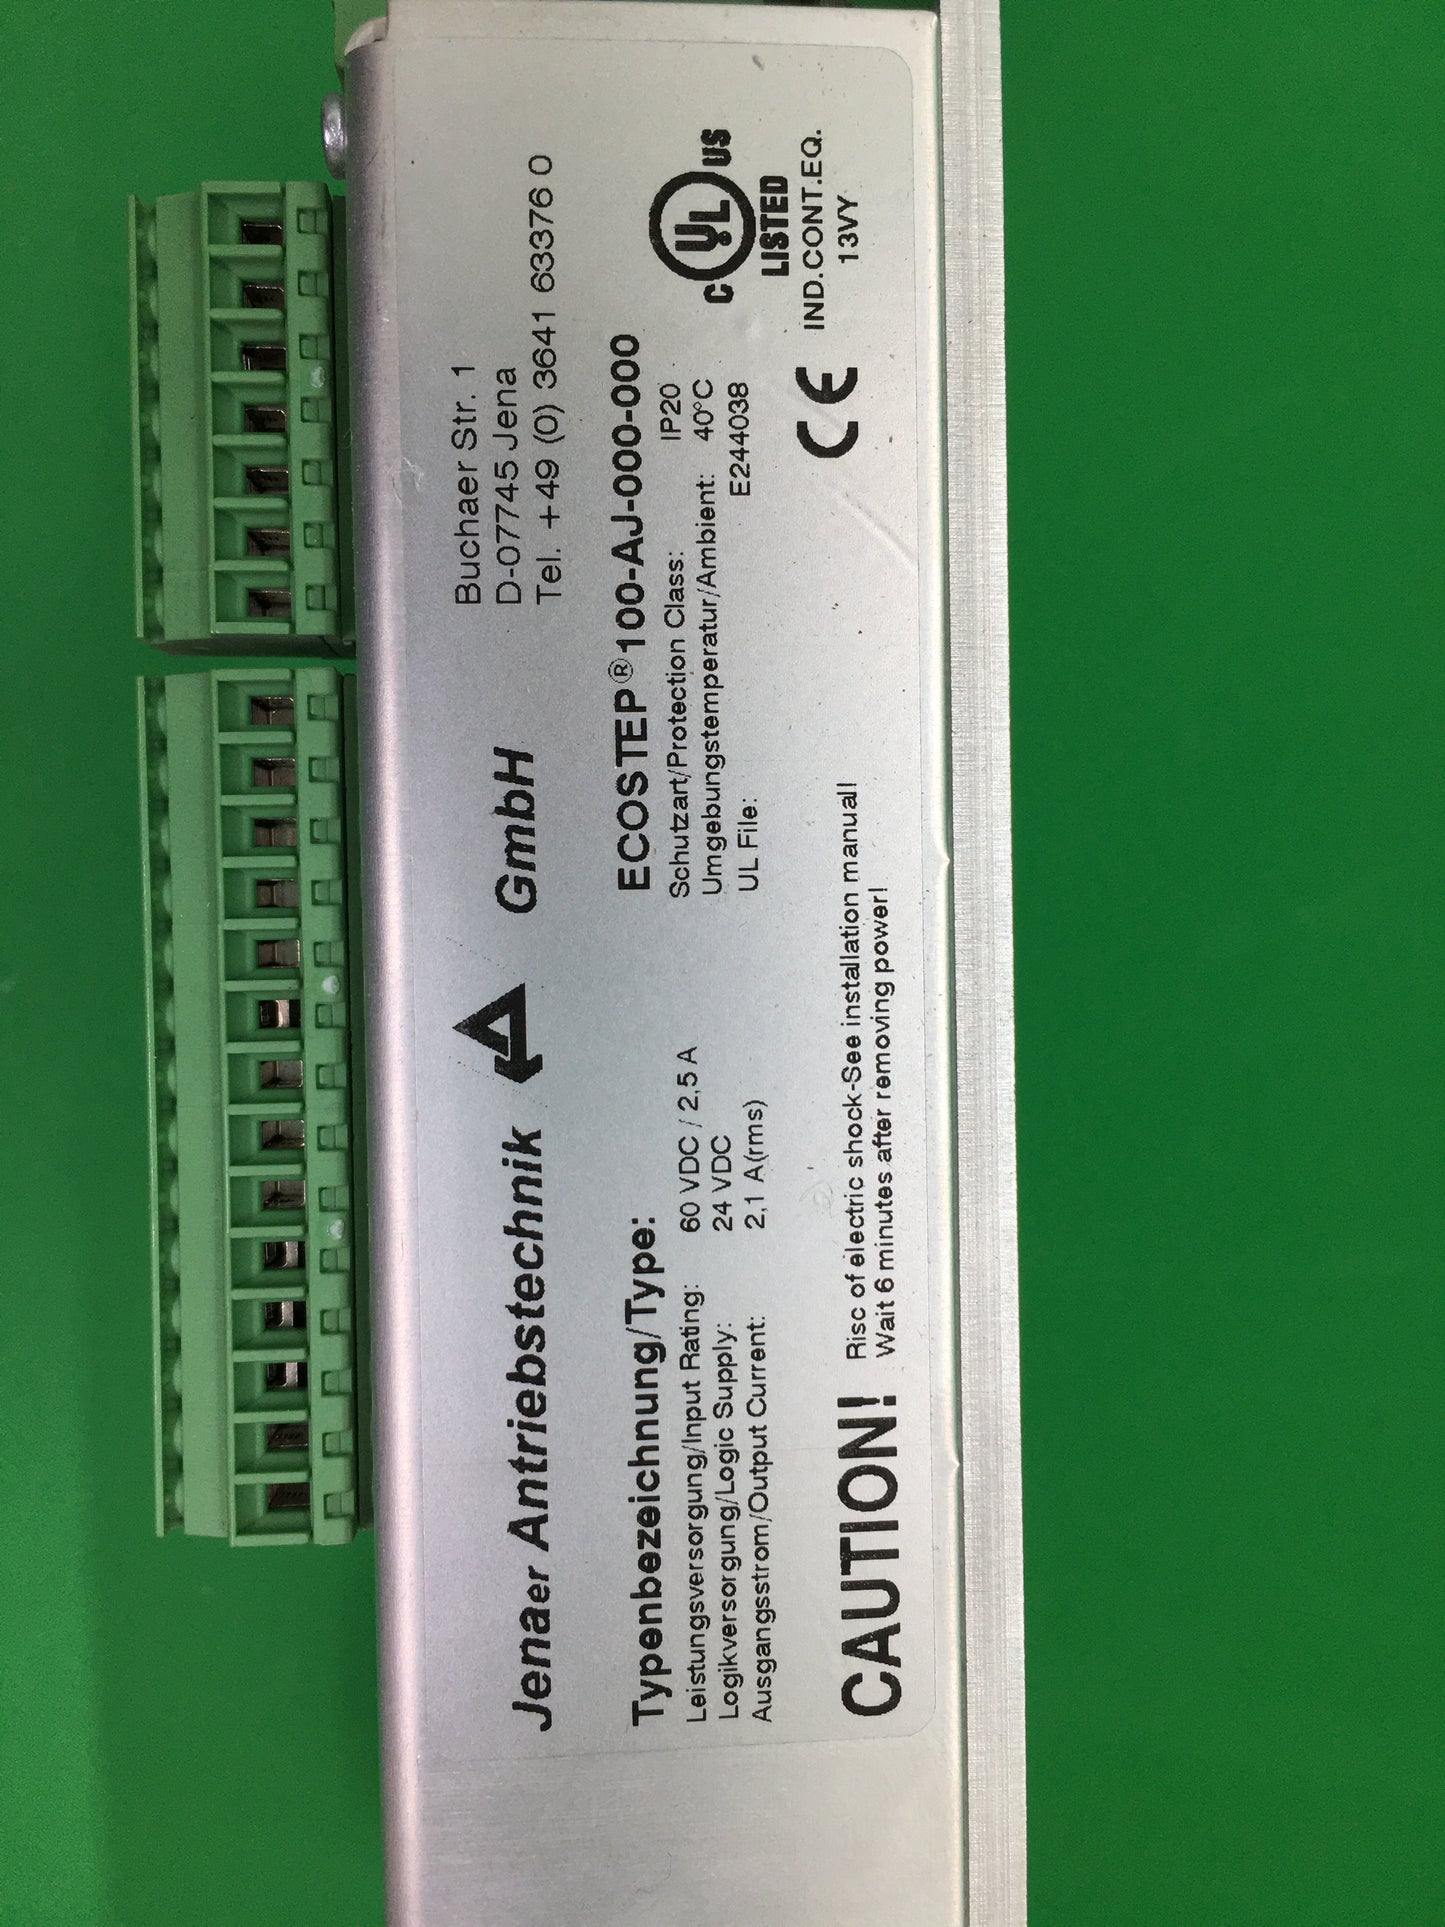 Jenaer Antriebstechnik GmbH
Buchaer Str. 1
D-07745 Jena
Tel. +49 (0) 3641 63376 0
Typenbezeichnung/Type: ECOSTEP®100-AJ-000-000
Leistungsversorgung/Input Rating: 60 VDC / 2,5 A Schutzart/Protection Class: IP20
Logikversorgung/Logic Supply: 24 VDC Umgebungstemperatur/Ambient: 40°C
Ausgangsstrom/Output Current: 2,1 A(rms) UL File: E244038
C UL US
LISTED
IND.CONT.EQ.
13VY
CE
CAUTION!
Risc of electric shock-See installation manual!
Wait 6 minutes after removing power!